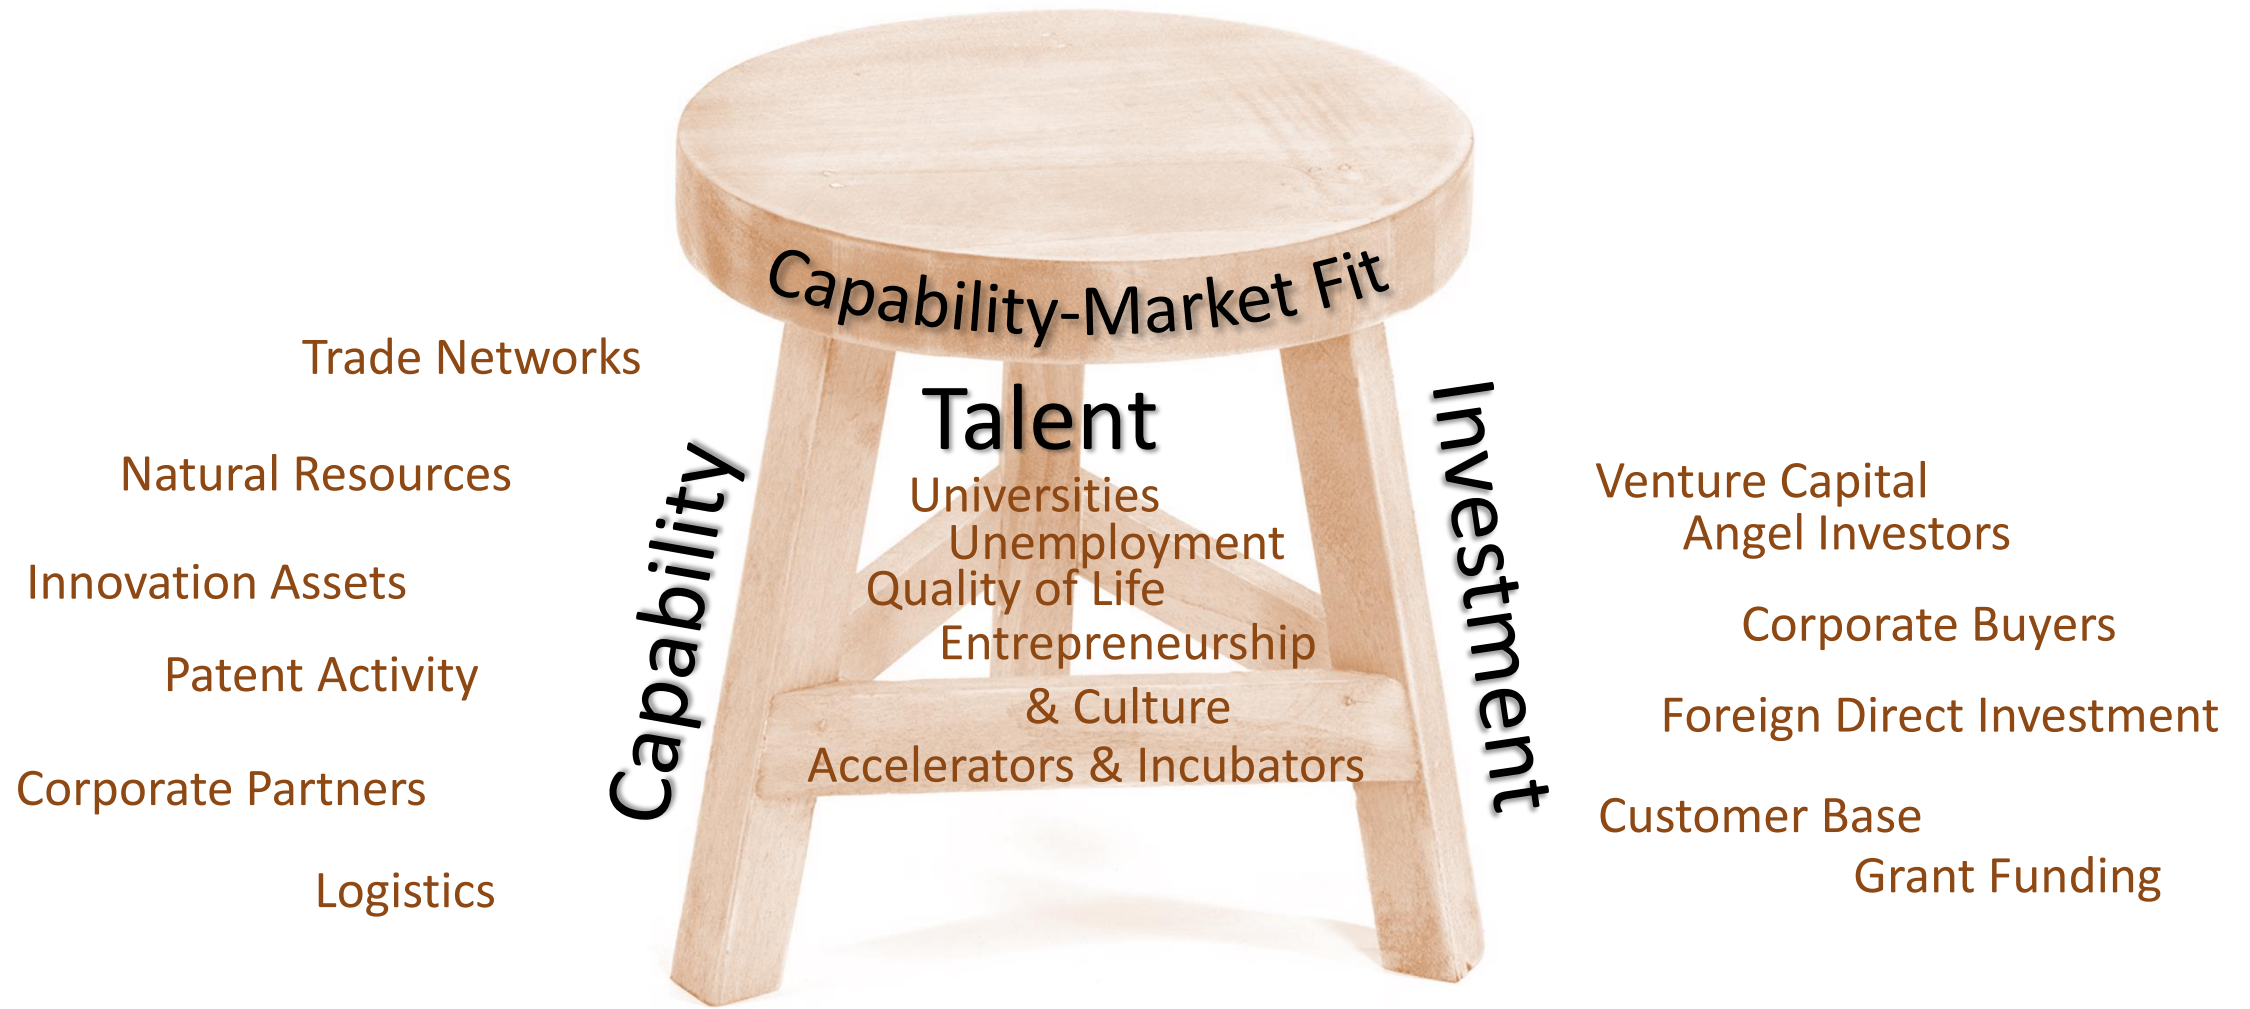 Capability-Market Fit
Capability
Trade Networks
Natural Resources
Innovation Assets
Patent Activity
Corporate Partners
Logistics
Talent
Universities
Unemployment
Quality of Life
Entrepreneurship
& Culture
Accelerators & Incubators
Investment
Venture Capital
Angel Investors
Corporate Buyers
Foreign Direct Investment
Customer Base
Grant Funding